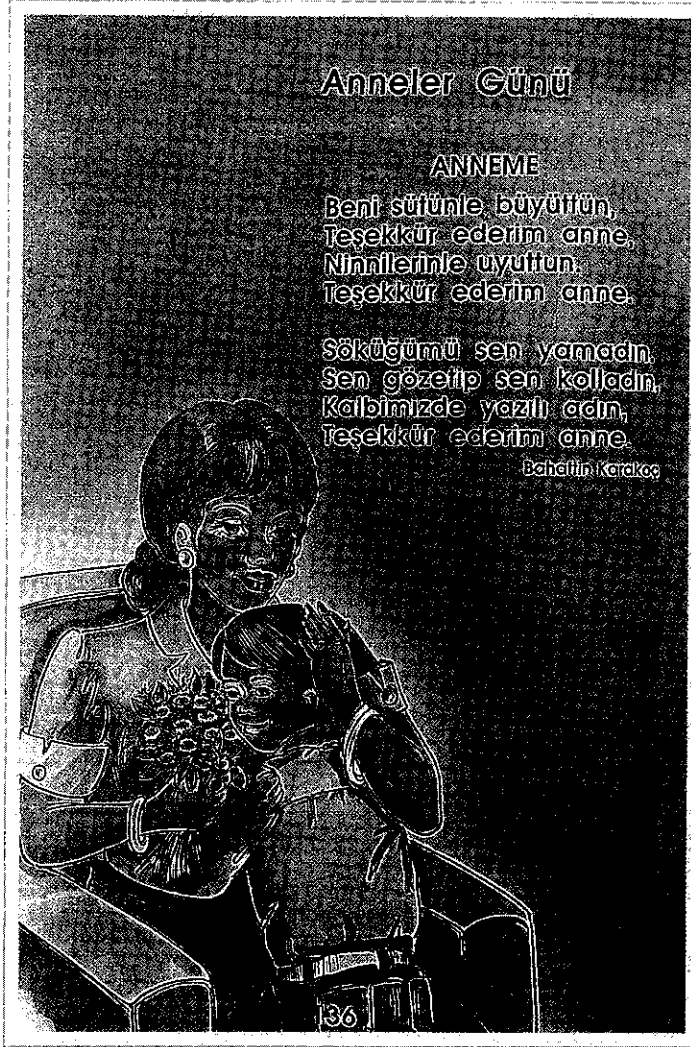 Anneler Günü
ANNEME
Beni sütünle büyüttün,
Teşekkür ederim anne,
Ninnilerinle uyuttun.
Teşekkür ederim anne.
Söküğümü sen yamadın,
Sen gözetip sen kolladın,
Kalbimizde yazılı adın,
Teşekkür ederim anne.
Bahattin Karakoç
36